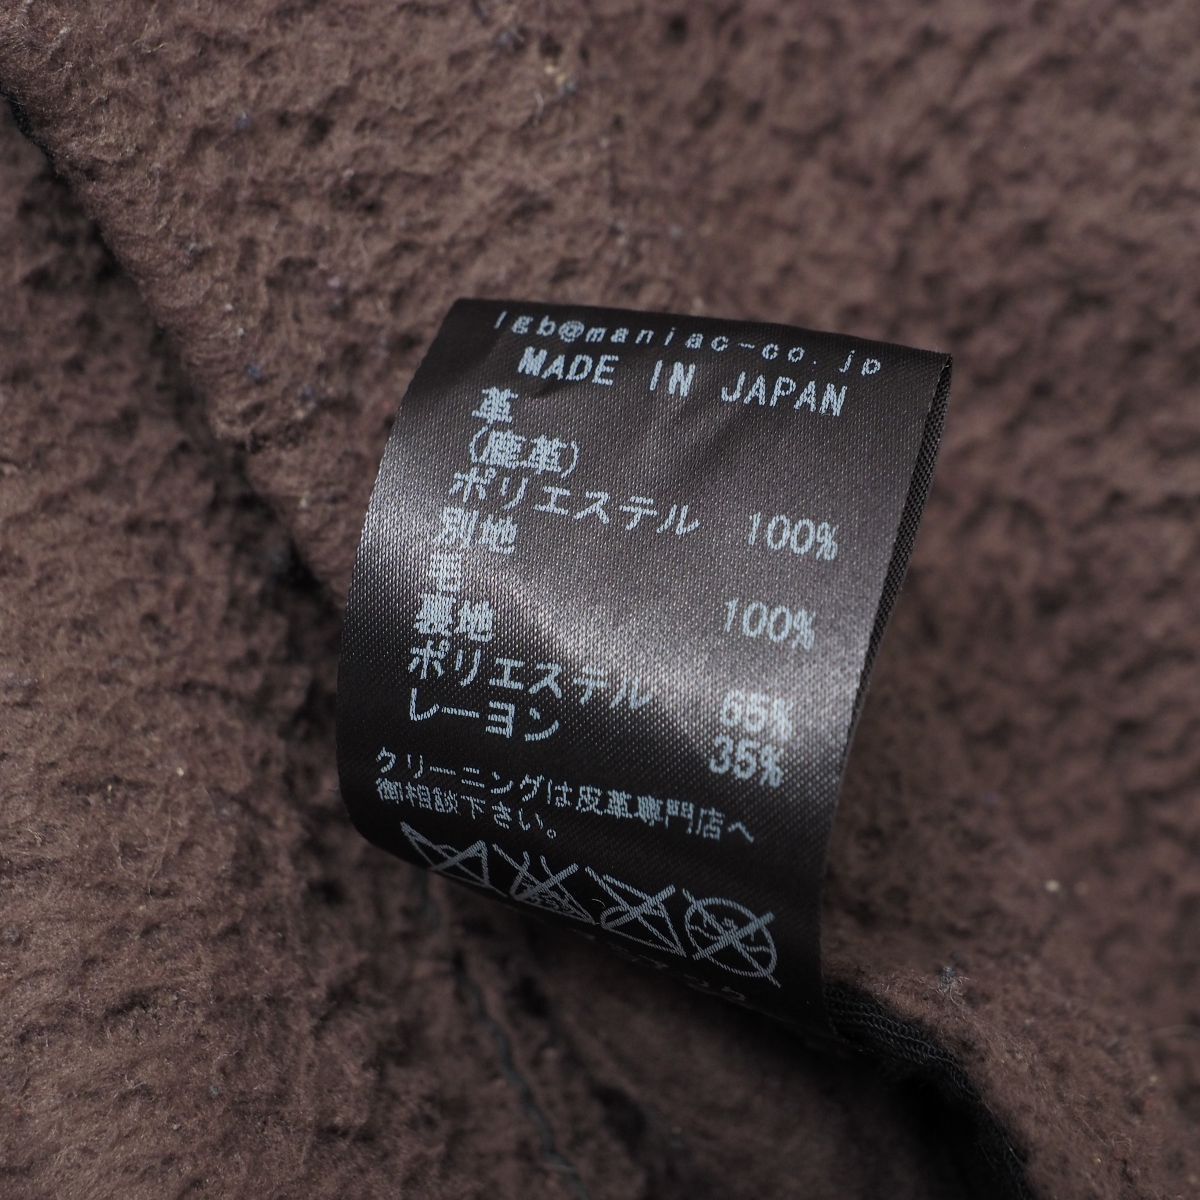 lgb@maniac-co.jp
MADE IN JAPAN
革
(鹿革)
ポリエステル 100%
別地
毛 100%
裏地
ポリエステル 65%
レーヨン 35%
クリーニングは皮革専門店へ
御相談下さい。